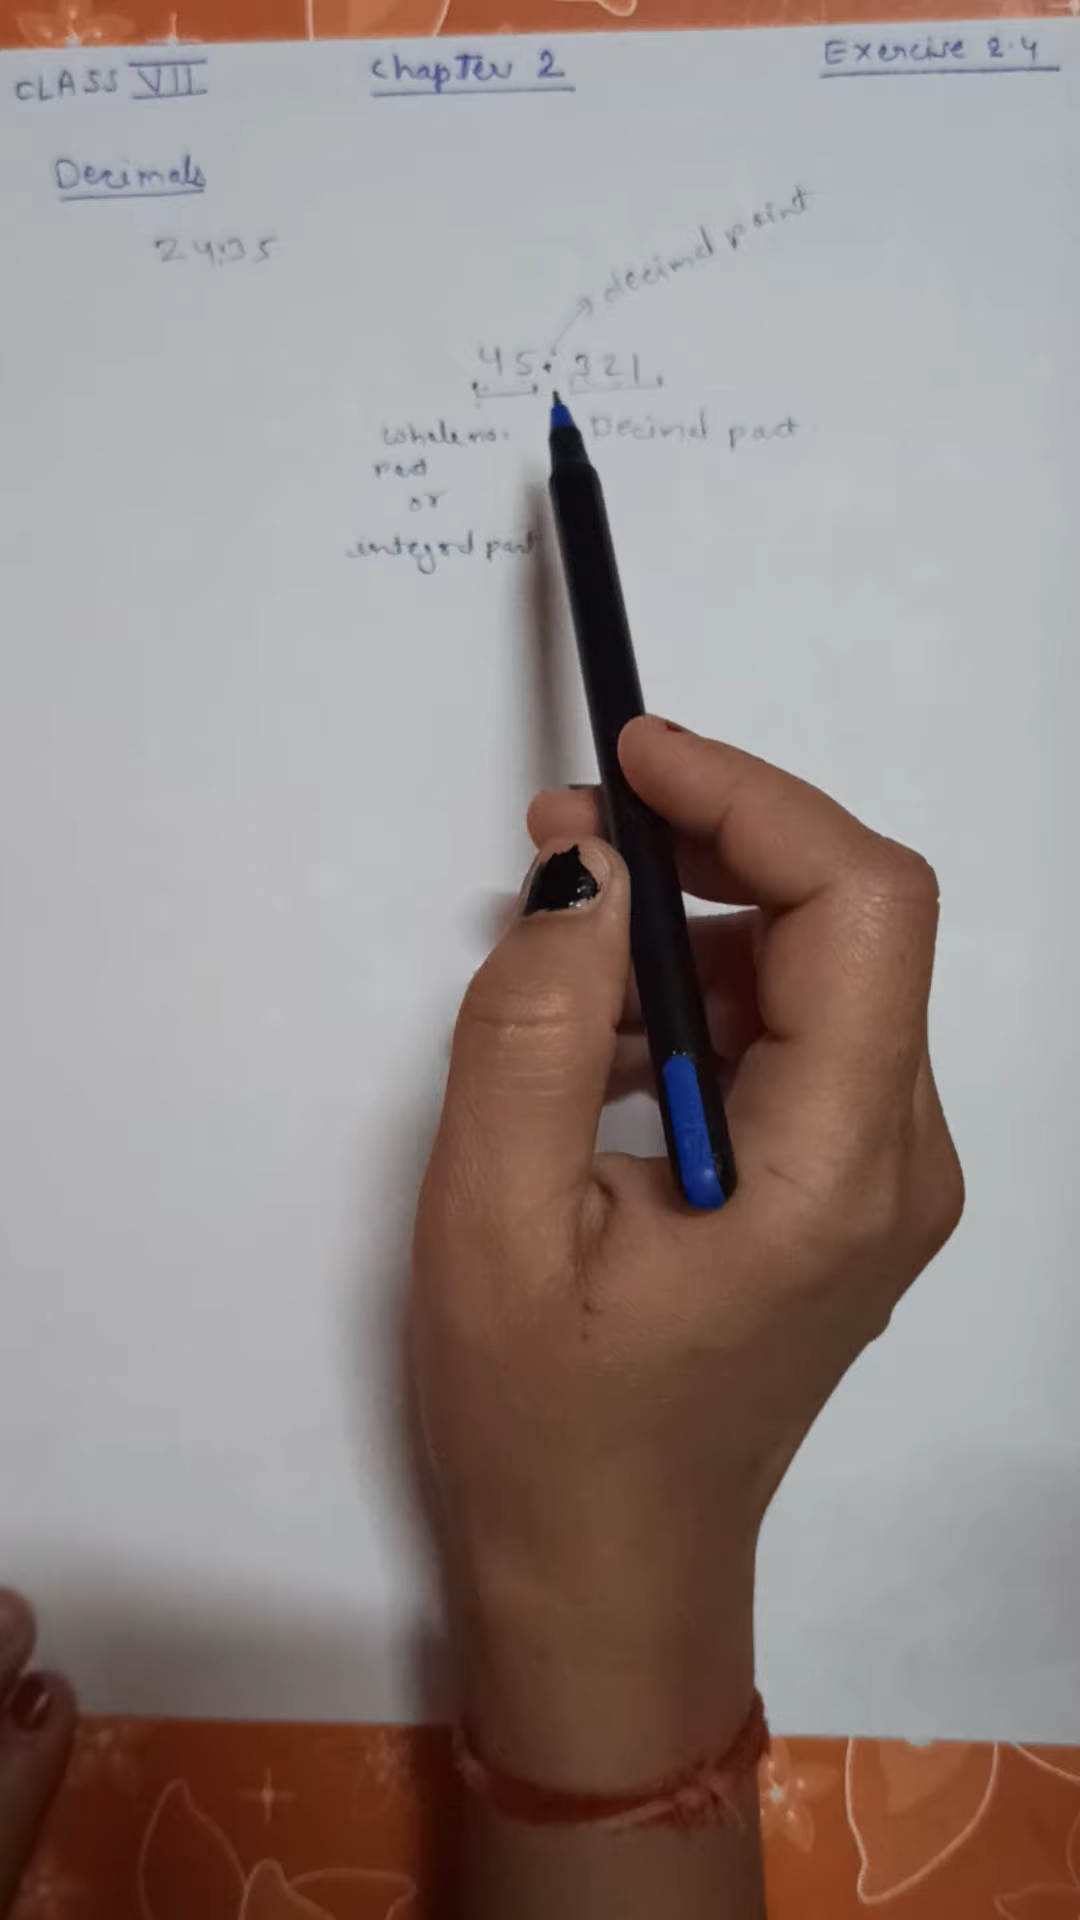 CLASS VII
Chapter 2
Exercise 2.4
Decimals
24.35
decimal point
45.321
Whole no.
part
or
integral part
Decimal part.